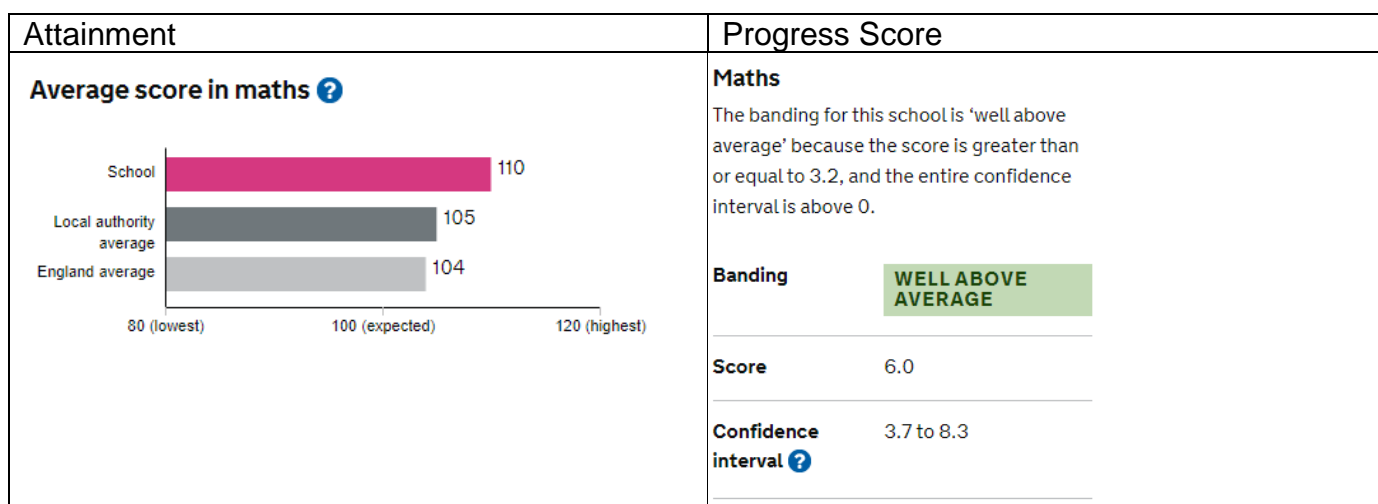 Attainment
Progress Score
Average score in maths ?
School
110
Local authority
average
105
England average
104
80 (lowest)
100 (expected)
120 (highest)
Maths
The banding for this school is ‘well above
average’ because the score is greater than
or equal to 3.2, and the entire confidence
interval is above 0.
Banding
WELL ABOVE
AVERAGE
Score
6.0
Confidence
interval ?
3.7 to 8.3